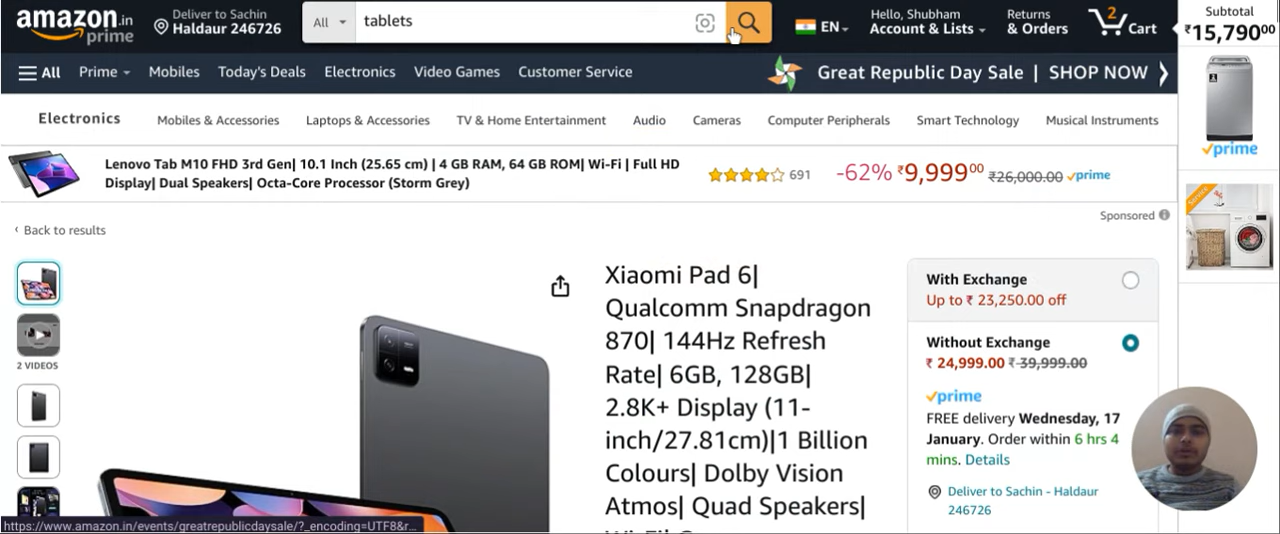 amazon.in
prime
Deliver to Sachin
Haldaur 246726
All
tablets
EN
Hello, Shubham
Account & Lists
Returns
& Orders
2
Cart
Subtotal
₹15,790⁰⁰
All
Prime
Mobiles
Today's Deals
Electronics
Video Games
Customer Service
Great Republic Day Sale | SHOP NOW
Electronics
Mobiles & Accessories
Laptops & Accessories
TV & Home Entertainment
Audio
Cameras
Computer Peripherals
Smart Technology
Musical Instruments
prime
Lenovo Tab M10 FHD 3rd Gen| 10.1 Inch (25.65 cm) | 4 GB RAM, 64 GB ROM| Wi-Fi | Full HD
Display| Dual Speakers| Octa-Core Processor (Storm Grey)
691
-62% ₹9,999⁰⁰ ₹26,000.00 prime
Sponsored
Service
‹ Back to results
2 VIDEOS
Xiaomi Pad 6|
Qualcomm Snapdragon
870| 144Hz Refresh
Rate| 6GB, 128GB|
2.8K+ Display (11-
inch/27.81cm)|1 Billion
Colours| Dolby Vision
Atmos| Quad Speakers|
With Exchange
Up to ₹ 23,250.00 off
Without Exchange
₹ 24,999.00 ₹ 39,999.00
prime
FREE delivery Wednesday, 17
January. Order within 6 hrs 4
mins. Details
Deliver to Sachin - Haldaur
246726
https://www.amazon.in/events/greatrepublicdaysale/?_encoding=UTF8&r...